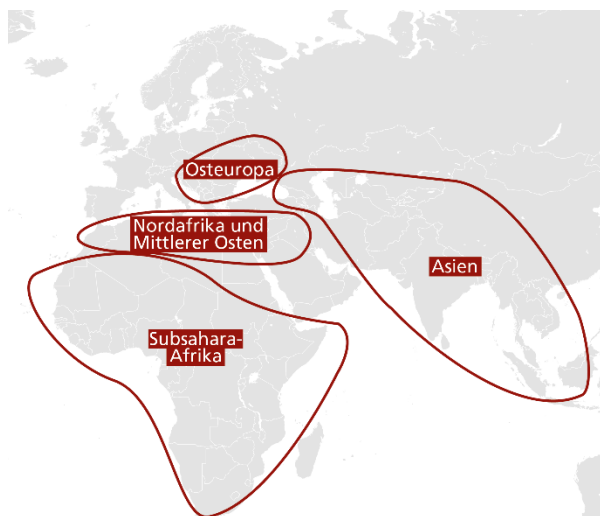 Osteuropa
Nordafrika und
Mittlerer Osten
Asien
Subsahara-
Afrika